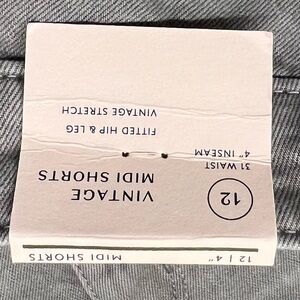 12 | 4" MIDI SHORTS
12
VINTAGE
MIDI SHORTS
31 WAIST
4" INSEAM
FITTED HIP & LEG
VINTAGE STRETCH